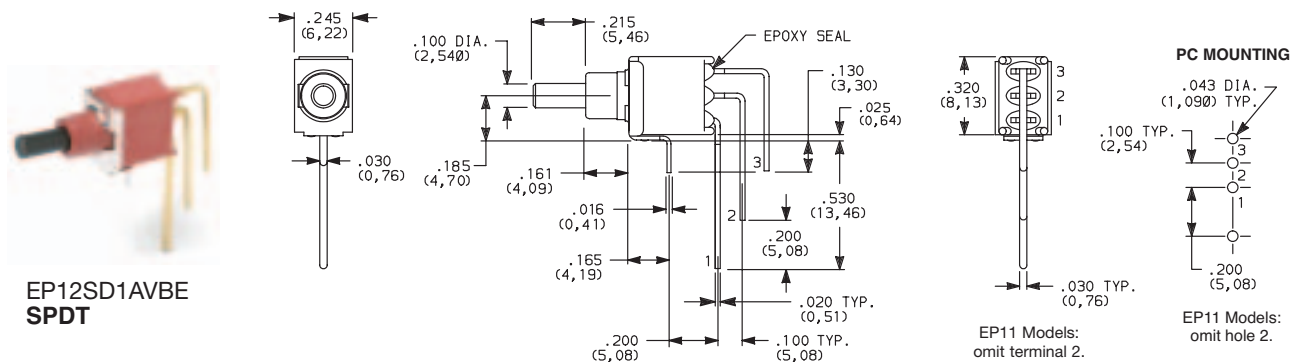 EP12SD1AVBE
SPDT
.245
(6,22)
.030
(0,76)
.215
(5,46)
.100 DIA.
(2,54Ø)
EPOXY SEAL
.130
(3,30)
.025
(0,64)
.185
(4,70)
.161
(4,09)
.016
(0,41)
.165
(4,19)
3
2
1
.530
(13,46)
.200
(5,08)
.020 TYP.
(0,51)
.200
(5,08)
.100 TYP.
(5,08)
.320
(8,13)
3
2
1
.030 TYP.
(0,76)
EP11 Models:
omit terminal 2.
PC MOUNTING
.043 DIA.
(1,09Ø) TYP.
.100 TYP.
(2,54)
3
2
1
.200
(5,08)
EP11 Models:
omit hole 2.